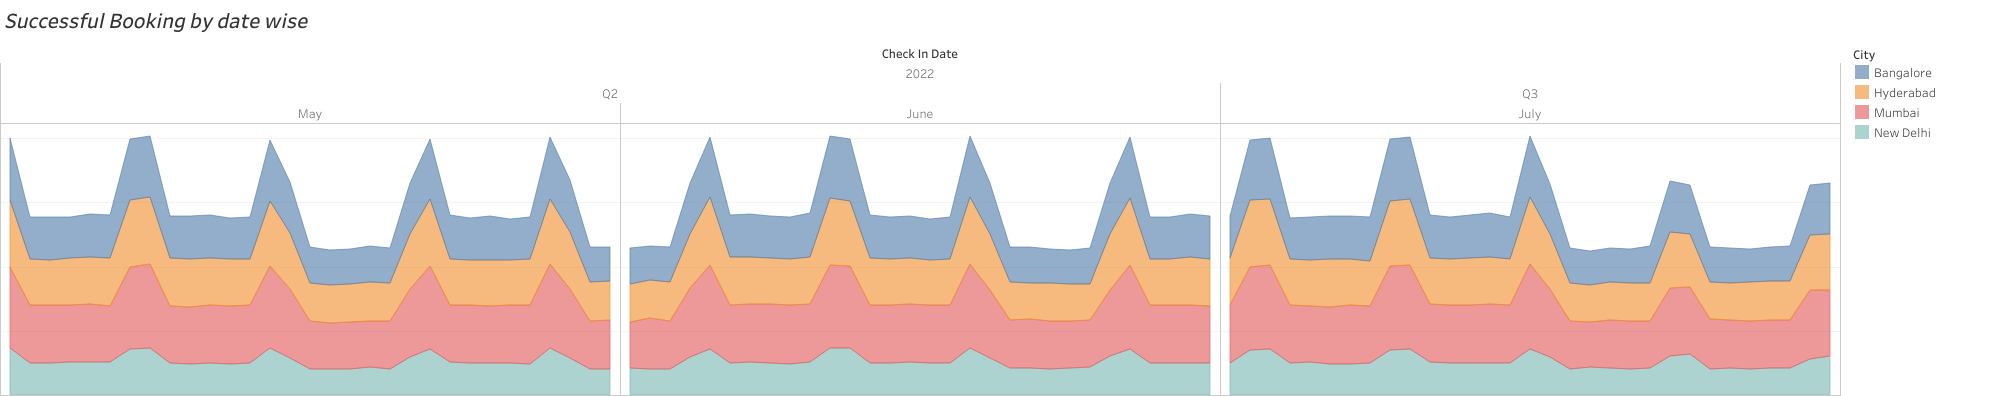 Successful Booking by date wise
Check In Date
2022
Q2
Q3
May
June
July
City
Bangalore
Hyderabad
Mumbai
New Delhi